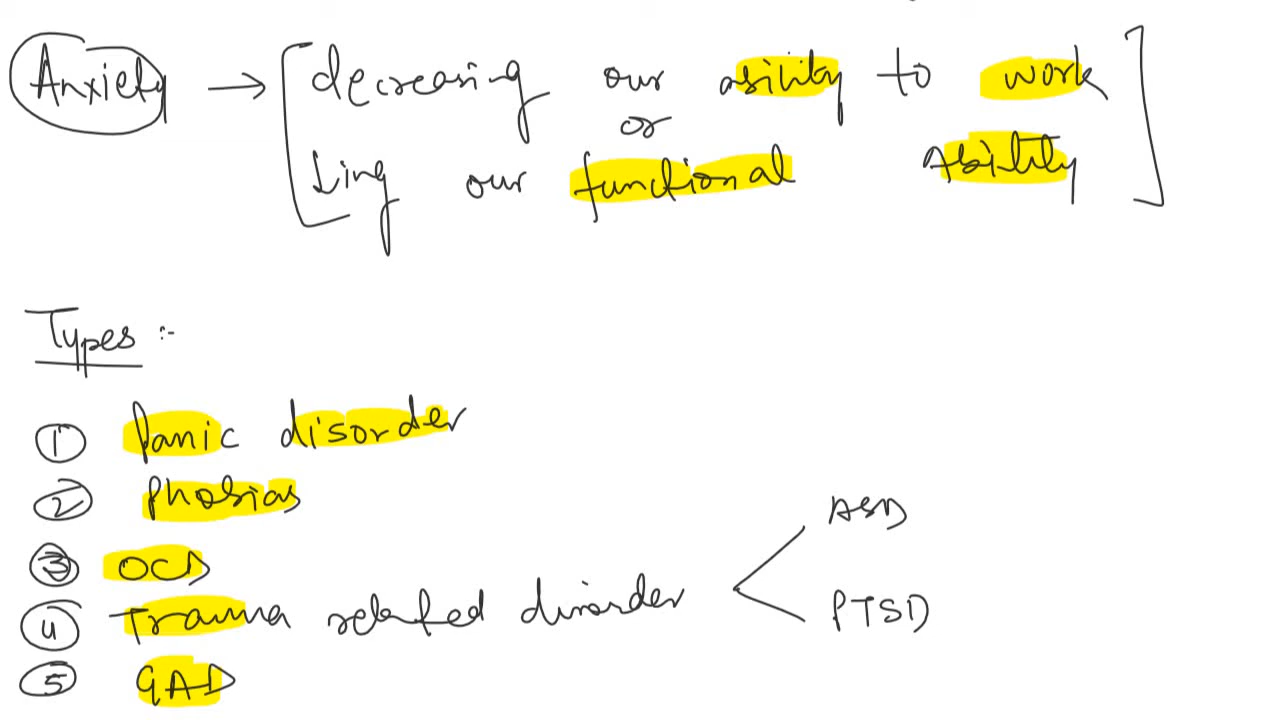 Anxiety → [ decreasing our ability to work
or
↓ing our functional ability ]
Types :-
① Panic disorder
② Phobias
③ OCD
④ Trauma related disorder < ASD
PTSD
⑤ GAD